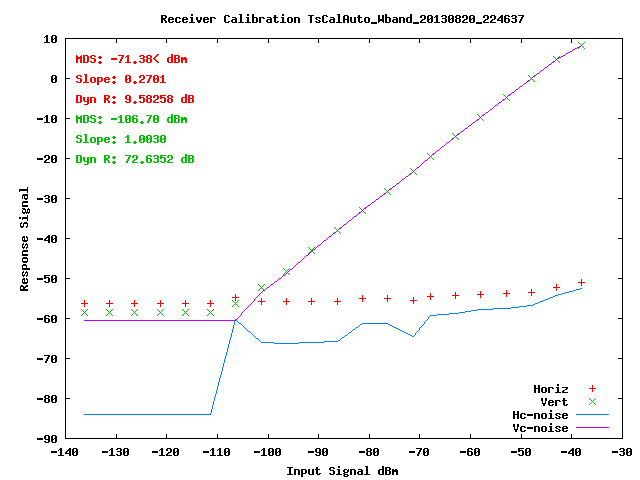 Receiver Calibration TsCalAuto_Wband_20130820_224637
MDS: -71.38< dBm
Slope: 0.2701
Dyn R: 9.58258 dB
MDS: -106.70 dBm
Slope: 1.0030
Dyn R: 72.6352 dB
10
0
-10
-20
-30
-40
-50
-60
-70
-80
-90
Response Signal
Horiz
Vert
Hc-noise
Vc-noise
-140 -130 -120 -110 -100 -90 -80 -70 -60 -50 -40 -30
Input Signal dBm